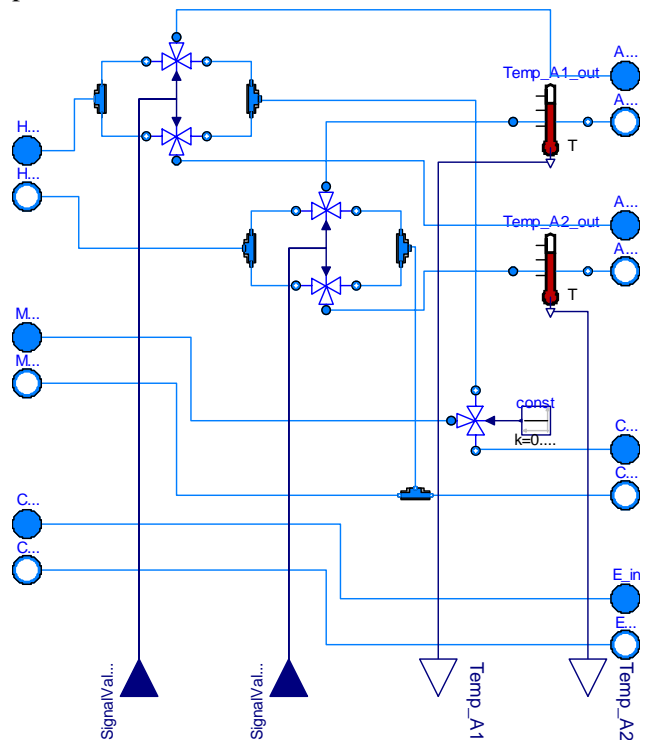 A...
Temp_A1_out
A...
H...
T
H...
A...
Temp_A2_out
A...
T
M...
M...
const
k=0....
C...
C...
C...
C...
E_in
E...
SignalVal...
SignalVal...
Temp_A1
Temp_A2